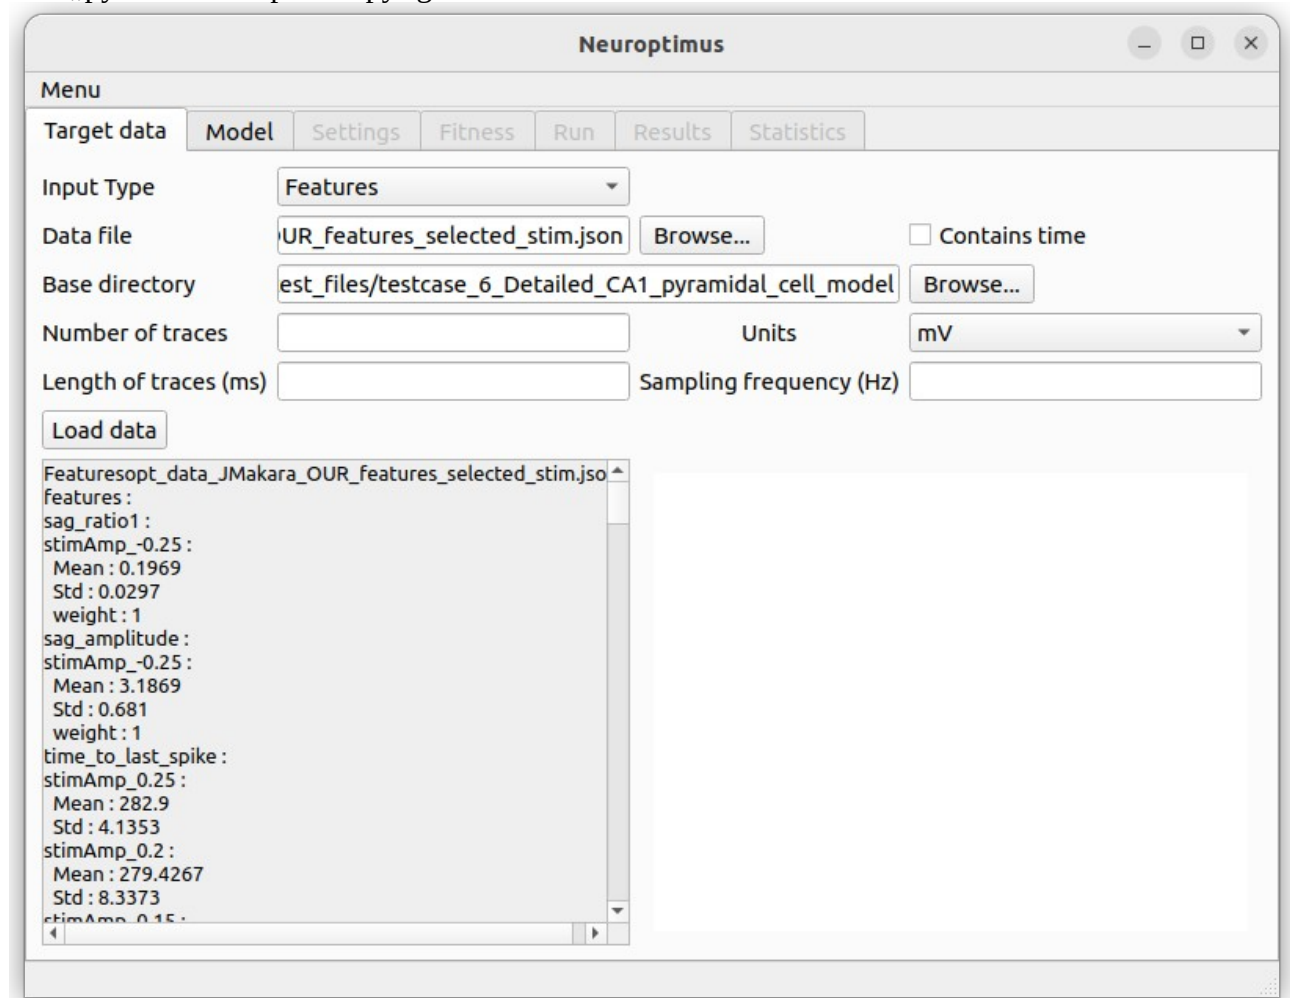 Neuroptimus
Menu
Target data Model Settings Fitness Run Results Statistics
Input Type Features
Data file UR_features_selected_stim.json Browse... Contains time
Base directory est_files/testcase_6_Detailed_CA1_pyramidal_cell_model Browse...
Number of traces Units mV
Length of traces (ms) Sampling frequency (Hz)
Load data
Featuresopt_data_JMakara_OUR_features_selected_stim.jso
features :
sag_ratio1 :
stimAmp_-0.25 :
Mean : 0.1969
Std : 0.0297
weight : 1
sag_amplitude :
stimAmp_-0.25 :
Mean : 3.1869
Std : 0.681
weight : 1
time_to_last_spike :
stimAmp_0.25 :
Mean : 282.9
Std : 4.1353
stimAmp_0.2 :
Mean : 279.4267
Std : 8.3373
stimAmp_0.15 :